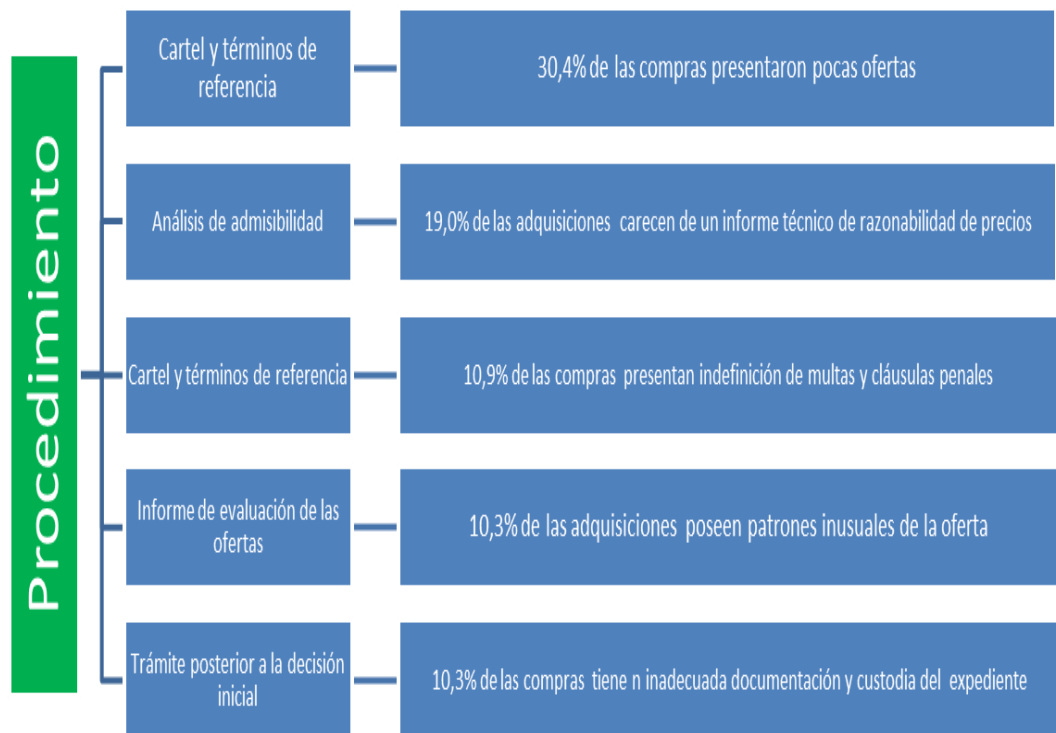 Procedimiento
Cartel y términos de
referencia
30,4% de las compras presentaron pocas ofertas
Análisis de admisibilidad
19,0% de las adquisiciones carecen de un informe técnico de razonabilidad de precios
Cartel y términos de referencia
10,9% de las compras presentan indefinición de multas y cláusulas penales
Informe de evaluación de las
ofertas
10,3% de las adquisiciones poseen patrones inusuales de la oferta
Trámite posterior a la decisión
inicial
10,3% de las compras tiene n inadecuada documentación y custodia del expediente